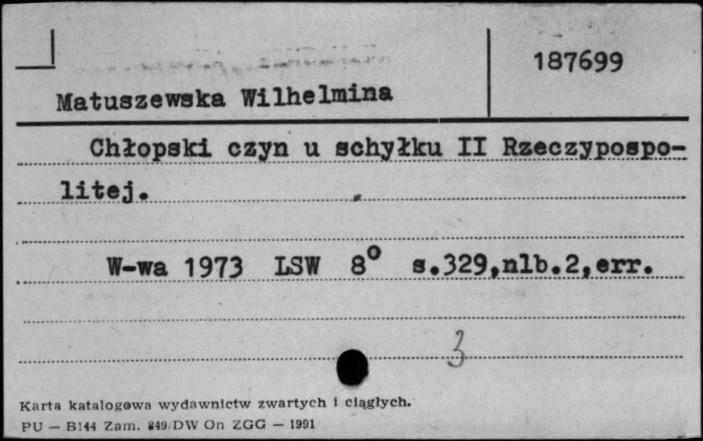 187699
Matuszewska Wilhelmina
Chłopski czyn u schyłku II Rzeczypospo-
litej.
W-wa 1973 LSW 8° s.329,nlb.2,err.
3
Karta katalogowa wydawnictw zwartych i ciągłych.
PU — B144 Zam. 849/DW On ZGG — 1991